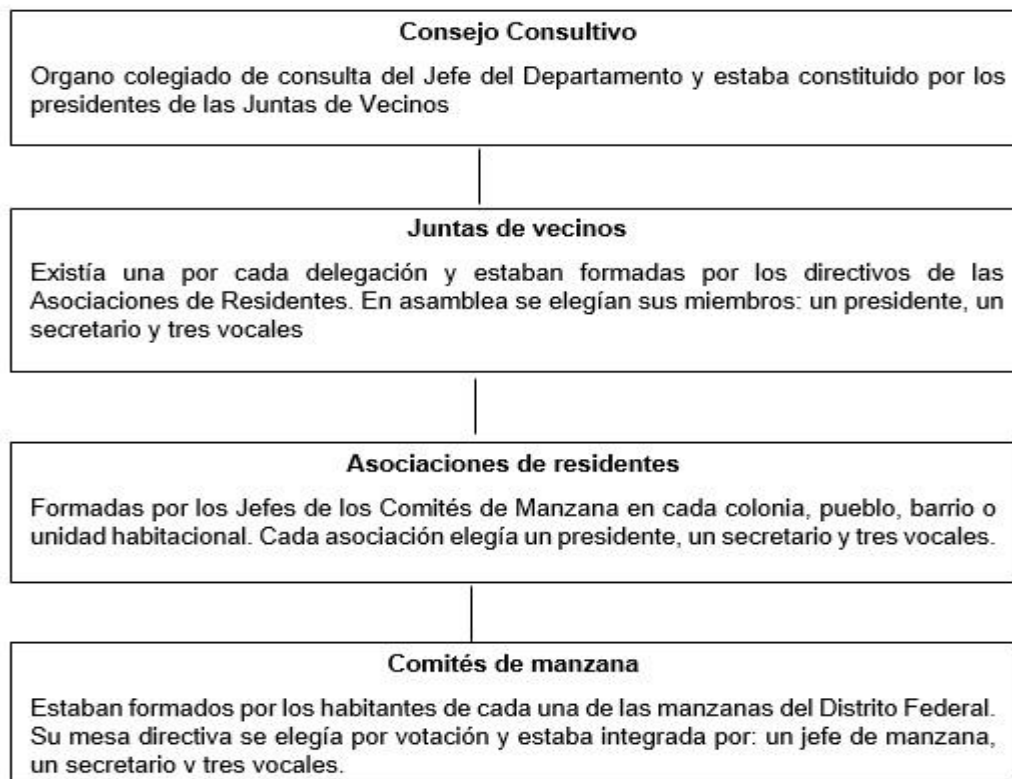 Consejo Consultivo
Organo colegiado de consulta del Jefe del Departamento y estaba constituido por los
presidentes de las Juntas de Vecinos
Juntas de vecinos
Existía una por cada delegación y estaban formadas por los directivos de las
Asociaciones de Residentes. En asamblea se elegían sus miembros: un presidente, un
secretario y tres vocales
Asociaciones de residentes
Formadas por los Jefes de los Comités de Manzana en cada colonia, pueblo, barrio o
unidad habitacional. Cada asociación elegía un presidente, un secretario y tres vocales.
Comités de manzana
Estaban formados por los habitantes de cada una de las manzanas del Distrito Federal.
Su mesa directiva se elegía por votación y estaba integrada por: un jefe de manzana,
un secretario y tres vocales.